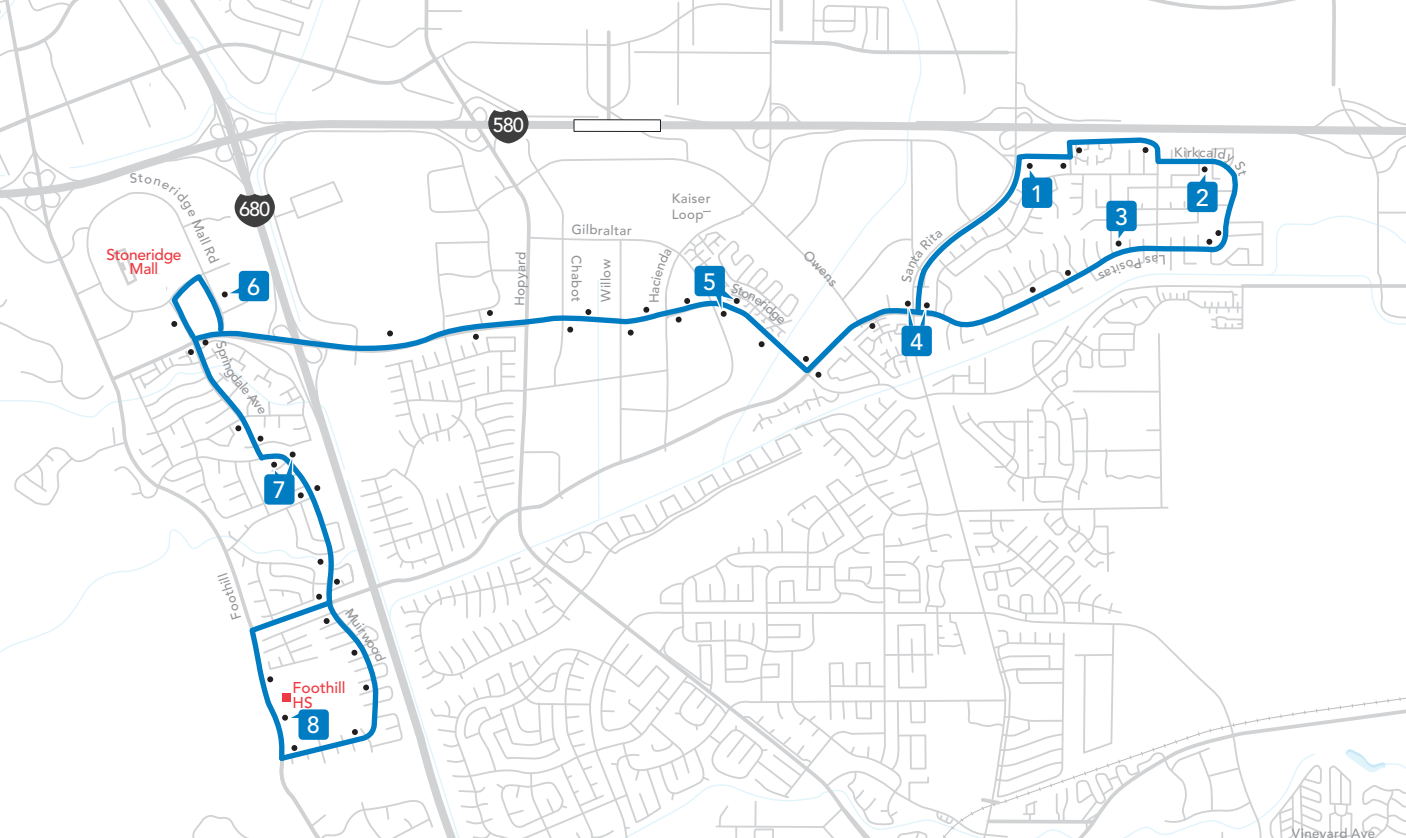 580
Kirkcaldy St
Stoneridge Mall Rd
1
2
680
Kaiser
Loop
3
Gilbraltar
Santa Rita
Stoneridge
Mall
Owens
Las Positas
Hopyard
Chabot
Willow
Hacienda
6
5
Stoneridge
4
Springdale Ave
7
Foothill
Muirwood
Foothill
HS
8
Vineyard Ave